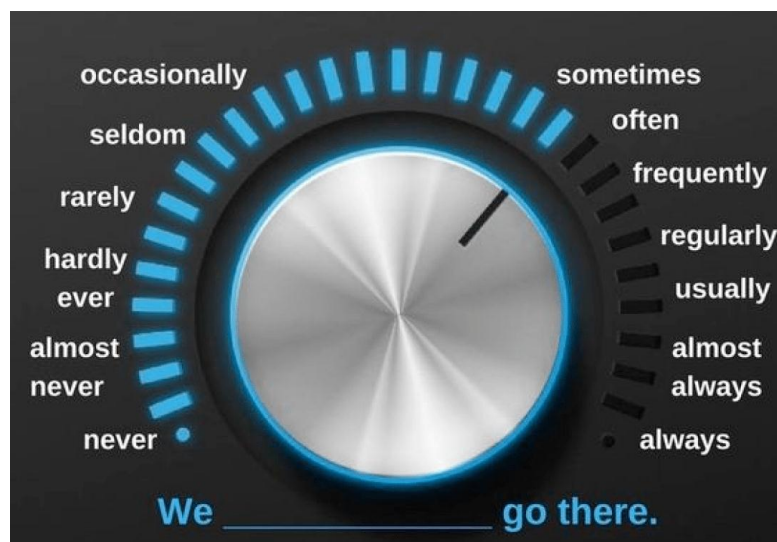 occasionally
seldom
rarely
hardly
ever
almost
never
never
sometimes
often
frequently
regularly
usually
almost
always
always
We _______________ go there.